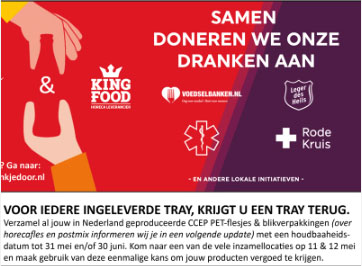 SAMEN
DONEREN WE ONZE
DRANKEN AAN
&
KING
FOOD
HORECA LEVERANCIER
VOEDSELBANKEN.NL
Leger
des
Heils
Rode
Kruis
? Ga naar:
nkjedoor.nl
- EN ANDERE LOKALE INITIATIEVEN -
VOOR IEDERE INGELEVERDE TRAY, KRIJGT U EEN TRAY TERUG.
Verzamel al jouw in Nederland geproduceerde CCEP PET-flesjes & blikverpakkingen (over
horecafles en postmix informeren wij je in een volgende update) met een houdbaaheids-
datum tot 31 mei en/of 30 juni. Kom naar een van de vele inzamellocaties op 11 & 12 mei
en maak gebruik van deze eenmalige kans om jouw producten vergoed te krijgen.